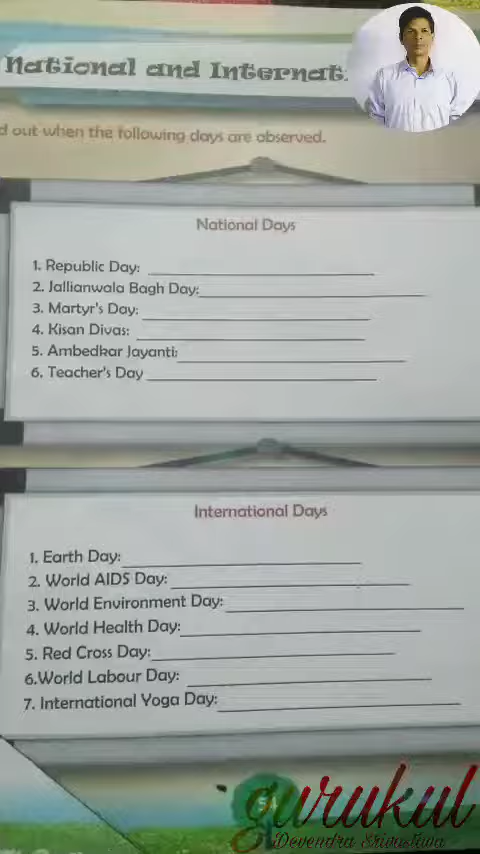 National and Internat
d out when the following days are observed.
National Days
1. Republic Day:
2. Jallianwala Bagh Day:
3. Martyr's Day:
4. Kisan Divas:
5. Ambedkar Jayanti:
6. Teacher's Day
International Days
1. Earth Day:
2. World AIDS Day:
3. World Environment Day:
4. World Health Day:
5. Red Cross Day:
6.World Labour Day:
7. International Yoga Day:
gurukul
Devendra Srivastava